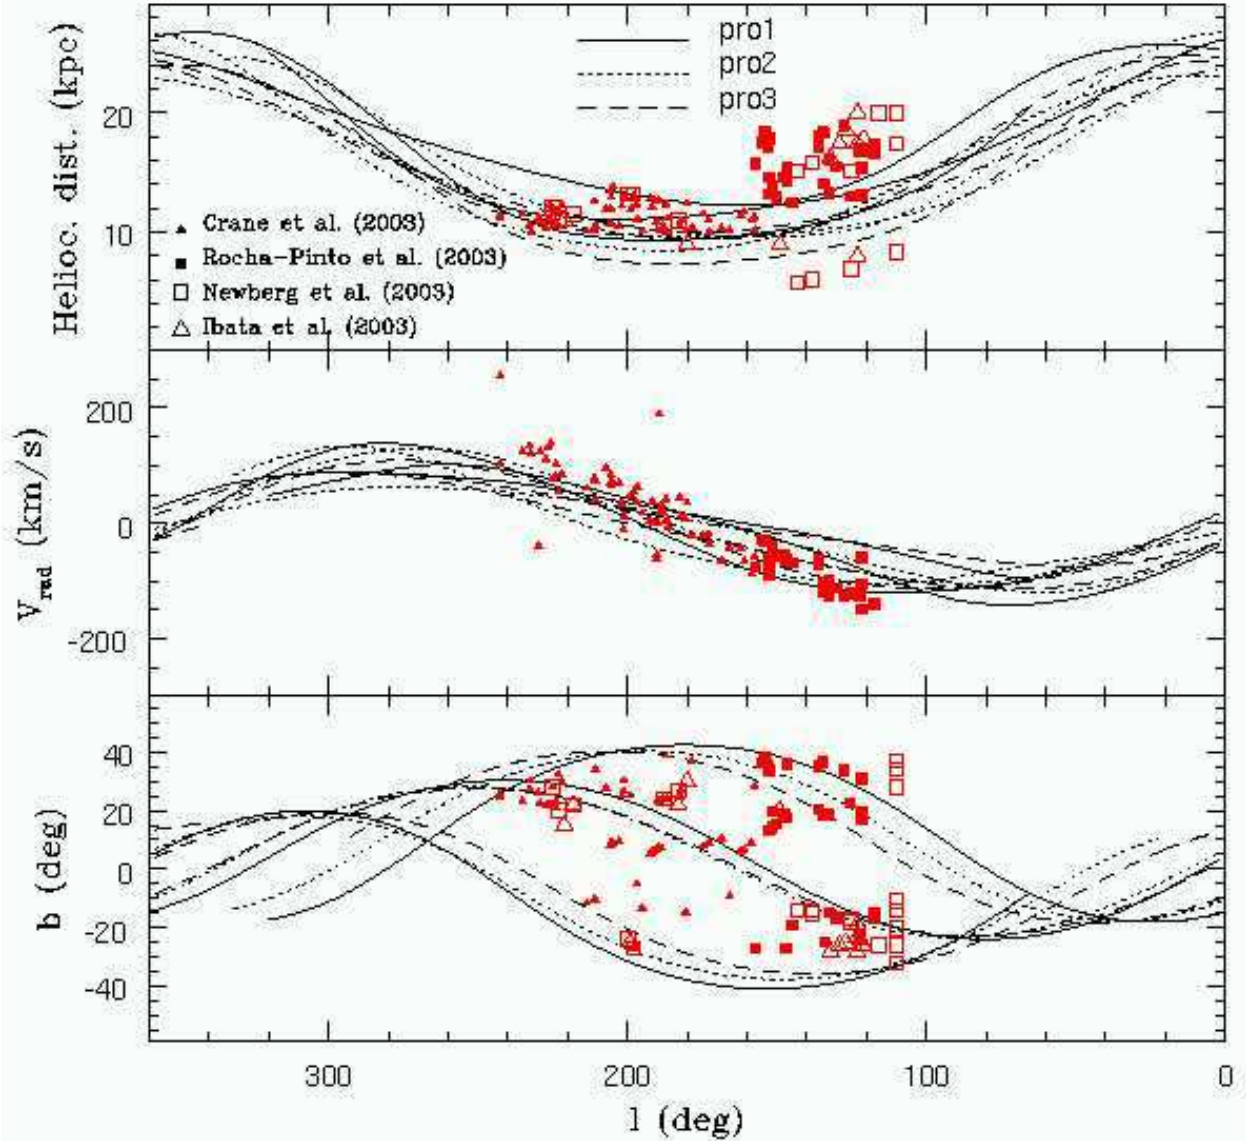 pro1
pro2
pro3
Helioc. dist. (kpc)
20
10
Crane et al. (2003)
Rocha-Pinto et al. (2003)
Newberg et al. (2003)
Ibata et al. (2003)
V rad (km/s)
200
0
-200
b (deg)
40
20
0
-20
-40
300
200
100
0
l (deg)